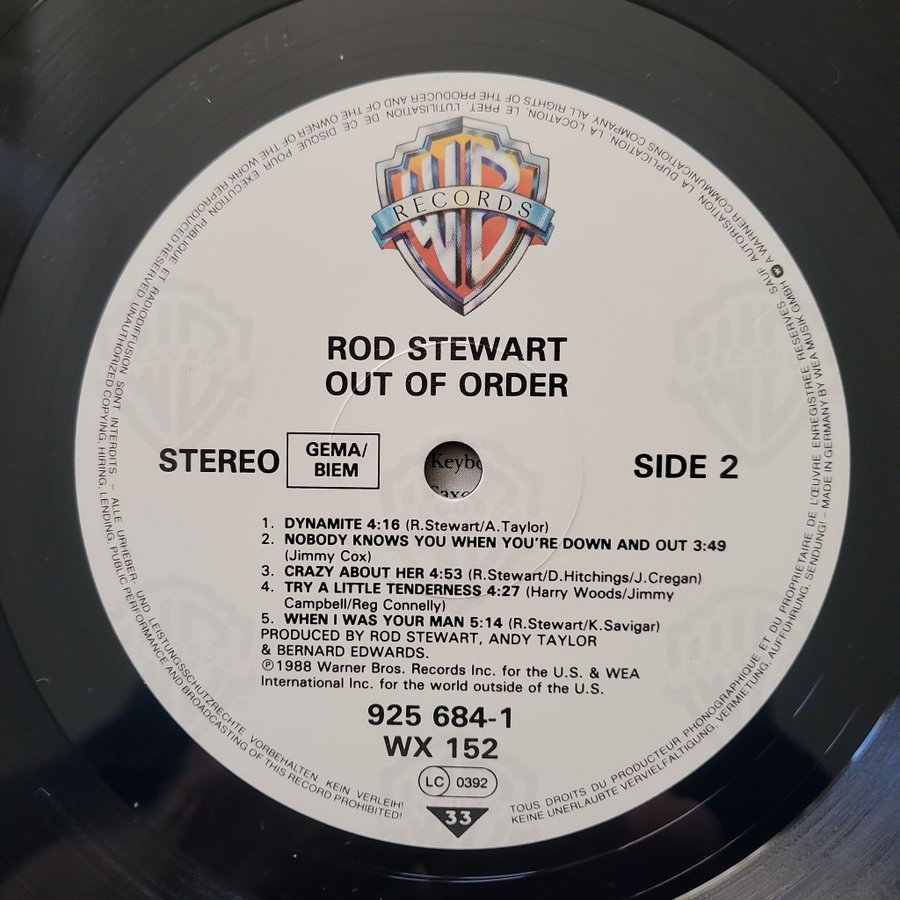 WB
RECORDS
ROD STEWART
OUT OF ORDER
STEREO
GEMA/
BIEM
SIDE 2
Keybo
Saxo
1. DYNAMITE 4:16 (R.Stewart/A.Taylor)
2. NOBODY KNOWS YOU WHEN YOU'RE DOWN AND OUT 3:49
(Jimmy Cox)
3. CRAZY ABOUT HER 4:53 (R.Stewart/D.Hitchings/J.Cregan)
4. TRY A LITTLE TENDERNESS 4:27 (Harry Woods/Jimmy
Campbell/Reg Connelly)
5. WHEN I WAS YOUR MAN 5:14 (R.Stewart/K.Savigar)
PRODUCED BY ROD STEWART, ANDY TAYLOR
& BERNARD EDWARDS.
℗1988 Warner Bros. Records Inc. for the U.S. & WEA
International Inc. for the world outside of the U.S.
925 684-1
WX 152
LC 0392
33
TOUS DROITS DU PRODUCTEUR PHONOGRAPHIQUE ET DU PROPRIETAIRE DE L'ŒUVRE ENREGISTREE RESERVES. SAUF AUTORISATION, LA DUPLICATION, LA LOCATION, LE PRET, L'UTILISATION DE CE DISQUE POUR EXECUTION PUBLIQUE ET RADIODIFFUSION SONT INTERDITS – ALLE URHEBER- UND LEISTUNGSSCHUTZRECHTE VORBEHALTEN KEIN VERLEIH!
KEINE UNERLAUBTE VERVIELFÄLTIGUNG, VERMIETUNG, AUFFÜHRUNG, SENDUNG! – MADE IN GERMANY BY WEA MUSIK GMBH A WARNER COMMUNICATIONS COMPANY. ALL RIGHTS OF THE PRODUCER AND OF THE OWNER OF THE WORK REPRODUCED RESERVED. UNAUTHORIZED COPYING, HIRING, LENDING, PUBLIC PERFORMANCE AND BROADCASTING OF THIS RECORD PROHIBITED!